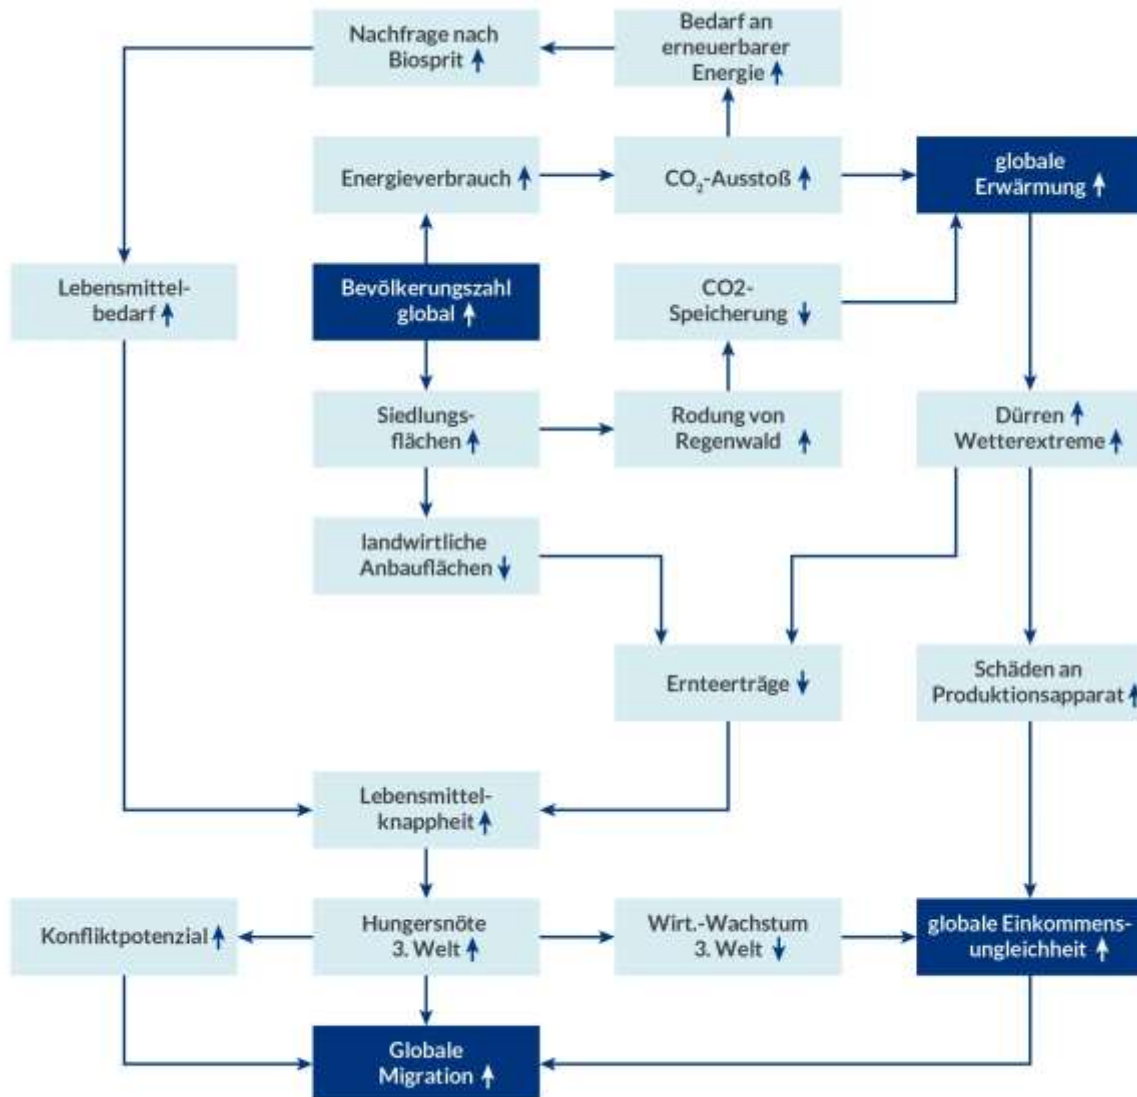 Nachfrage nach
Biosprit ↑
Bedarf an
erneuerbarer
Energie ↑
Energieverbrauch ↑
CO₂-Ausstoß ↑
globale
Erwärmung ↑
Lebensmittel-
bedarf ↑
Bevölkerungszahl
global ↑
CO2-
Speicherung ↓
Siedlungs-
flächen ↑
Rodung von
Regenwald ↑
Dürren ↑
Wetterextreme ↑
landwirtliche
Anbauflächen ↓
Ernteerträge ↓
Schäden an
Produktionsapparat ↑
Lebensmittel-
knappheit ↑
Konfliktpotenzial ↑
Hungersnöte
3. Welt ↑
Wirt.-Wachstum
3. Welt ↓
globale Einkommens-
ungleichheit ↑
Globale
Migration ↑